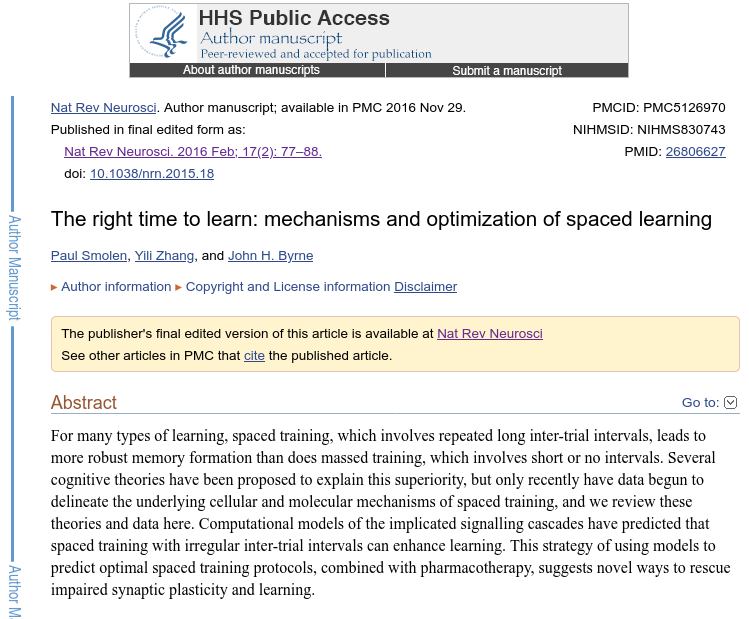 HHS Public Access
Author manuscript
Peer-reviewed and accepted for publication
About author manuscripts
Submit a manuscript
Nat Rev Neurosci. Author manuscript; available in PMC 2016 Nov 29.
PMCID: PMC5126970
Published in final edited form as:
NIHMSID: NIHMS830743
Nat Rev Neurosci. 2016 Feb; 17(2): 77–88.
PMID: 26806627
doi: 10.1038/nrn.2015.18
The right time to learn: mechanisms and optimization of spaced learning
Paul Smolen, Yili Zhang, and John H. Byrne
▸ Author information ▸ Copyright and License information Disclaimer
The publisher's final edited version of this article is available at Nat Rev Neurosci
See other articles in PMC that cite the published article.
Abstract
Go to:
For many types of learning, spaced training, which involves repeated long inter-trial intervals, leads to
more robust memory formation than does massed training, which involves short or no intervals. Several
cognitive theories have been proposed to explain this superiority, but only recently have data begun to
delineate the underlying cellular and molecular mechanisms of spaced training, and we review these
theories and data here. Computational models of the implicated signalling cascades have predicted that
spaced training with irregular inter-trial intervals can enhance learning. This strategy of using models to
predict optimal spaced training protocols, combined with pharmacotherapy, suggests novel ways to rescue
impaired synaptic plasticity and learning.
Author Manuscript
Author M